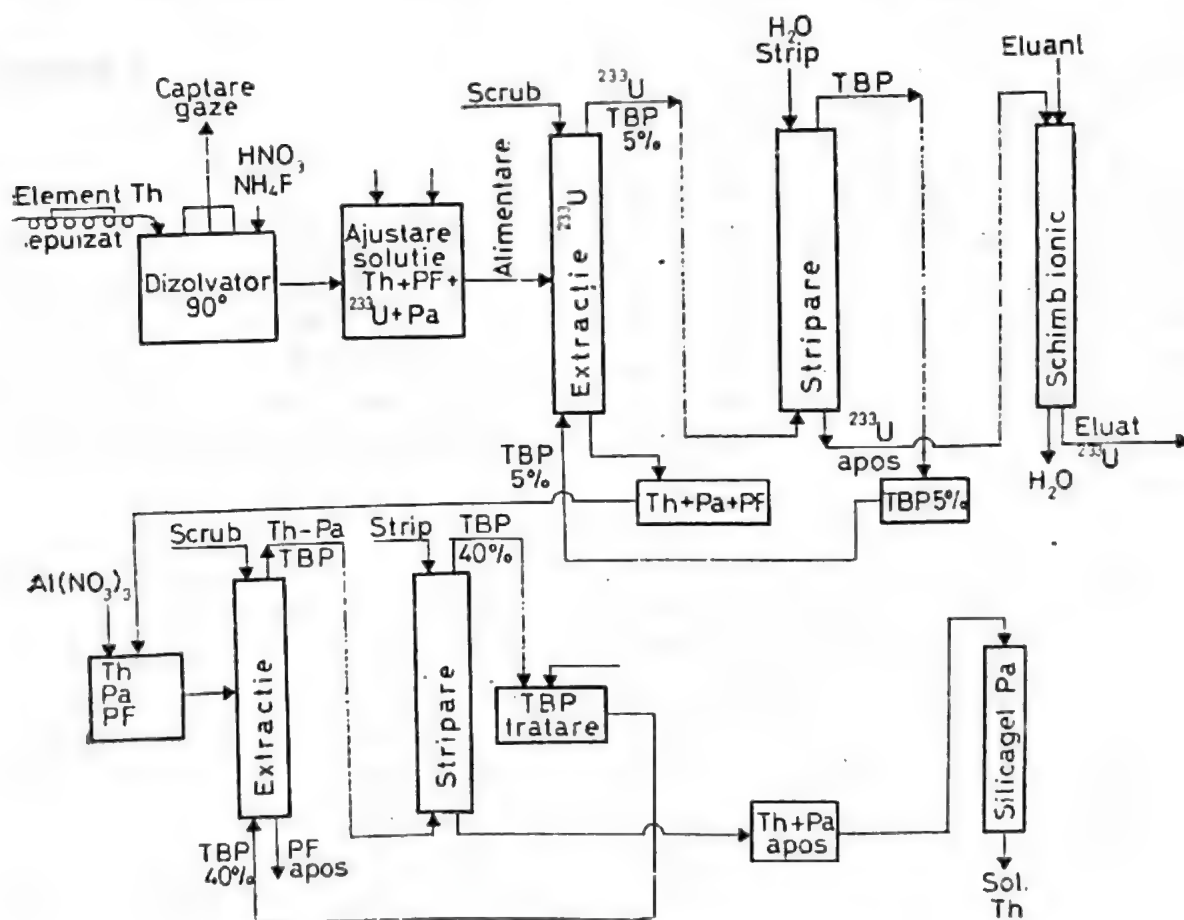 Captare
gaze
HNO₃
NH₄F
Element Th
epuizat
Dizolvator
90°
Ajustare
solutie
Th+PF+
²³³U+Pa
Alimentare
Scrub
Extractie ²³³U
²³³U
TBP
5%
H₂O
Strip
TBP
Stripare
Eluant
Schimb ionic
²³³U
apos
Eluat
²³³U
H₂O
TBP
5%
Th+Pa+PF
TBP 5%
Al(NO₃)₃
Th
Pa
PF
Scrub
Th-Pa
TBP
Extractie
TBP
40%
PF
apos
Strip
TBP
40%
Stripare
TBP
tratare
Th+Pa
apos
Silicagel Pa
Sol.
Th